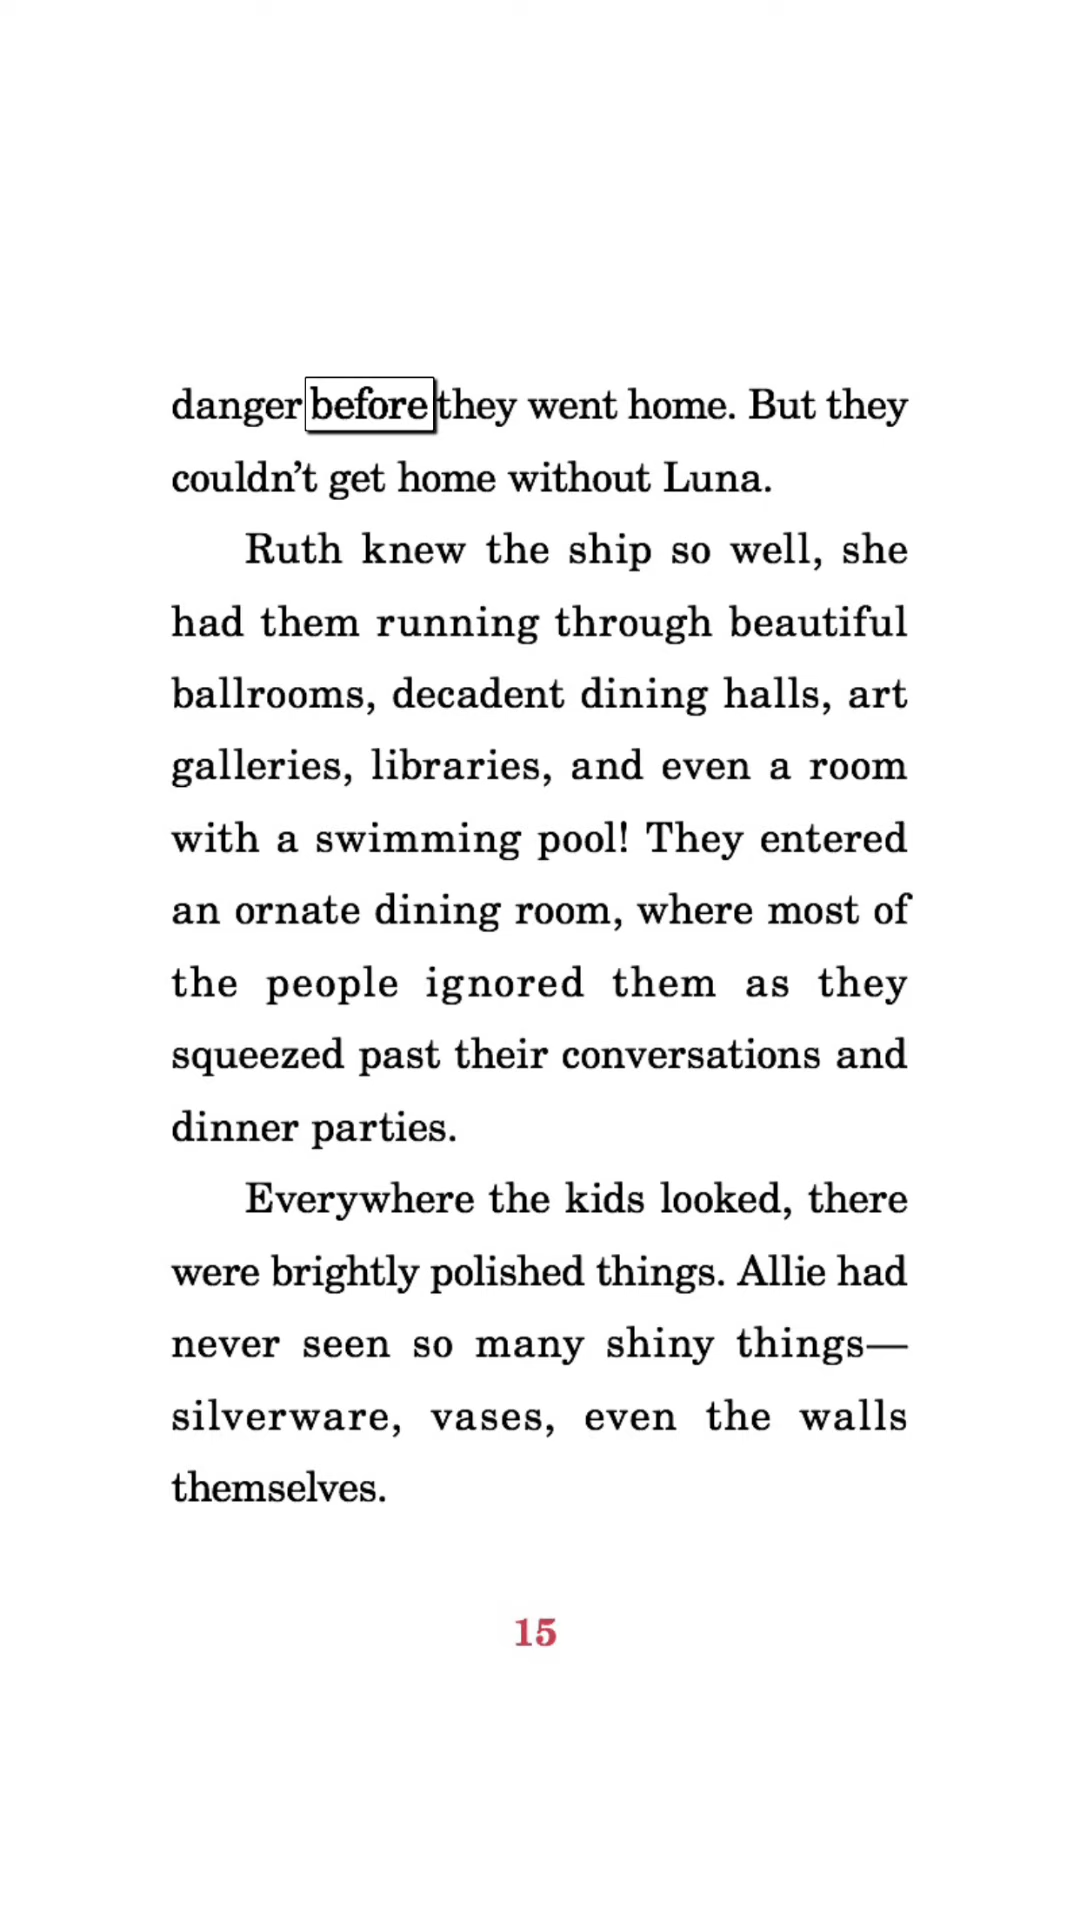 danger before they went home. But they
couldn’t get home without Luna.
Ruth knew the ship so well, she
had them running through beautiful
ballrooms, decadent dining halls, art
galleries, libraries, and even a room
with a swimming pool! They entered
an ornate dining room, where most of
the people ignored them as they
squeezed past their conversations and
dinner parties.
Everywhere the kids looked, there
were brightly polished things. Allie had
never seen so many shiny things—
silverware, vases, even the walls
themselves.
15